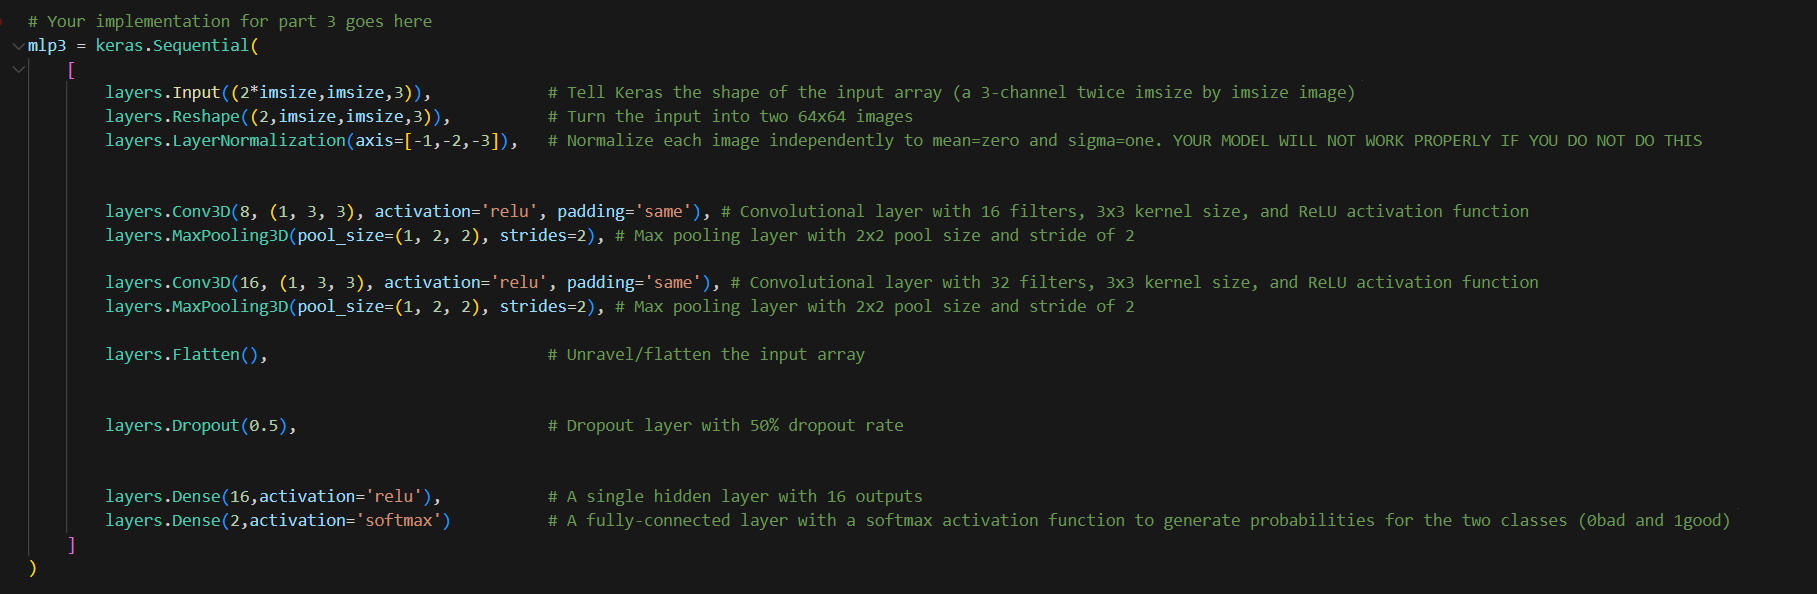 # Your implementation for part 3 goes here
mlp3 = keras.Sequential(
[
layers.Input((2*imsize,imsize,3)), # Tell Keras the shape of the input array (a 3-channel twice imsize by imsize image)
layers.Reshape((2,imsize,imsize,3)), # Turn the input into two 64x64 images
layers.LayerNormalization(axis=[-1,-2,-3]), # Normalize each image independently to mean=zero and sigma=one. YOUR MODEL WILL NOT WORK PROPERLY IF YOU DO NOT DO THIS
layers.Conv3D(8, (1, 3, 3), activation='relu', padding='same'), # Convolutional layer with 16 filters, 3x3 kernel size, and ReLU activation function
layers.MaxPooling3D(pool_size=(1, 2, 2), strides=2), # Max pooling layer with 2x2 pool size and stride of 2
layers.Conv3D(16, (1, 3, 3), activation='relu', padding='same'), # Convolutional layer with 32 filters, 3x3 kernel size, and ReLU activation function
layers.MaxPooling3D(pool_size=(1, 2, 2), strides=2), # Max pooling layer with 2x2 pool size and stride of 2
layers.Flatten(), # Unravel/flatten the input array
layers.Dropout(0.5), # Dropout layer with 50% dropout rate
layers.Dense(16,activation='relu'), # A single hidden layer with 16 outputs
layers.Dense(2,activation='softmax') # A fully-connected layer with a softmax activation function to generate probabilities for the two classes (0bad and 1good)
]
)